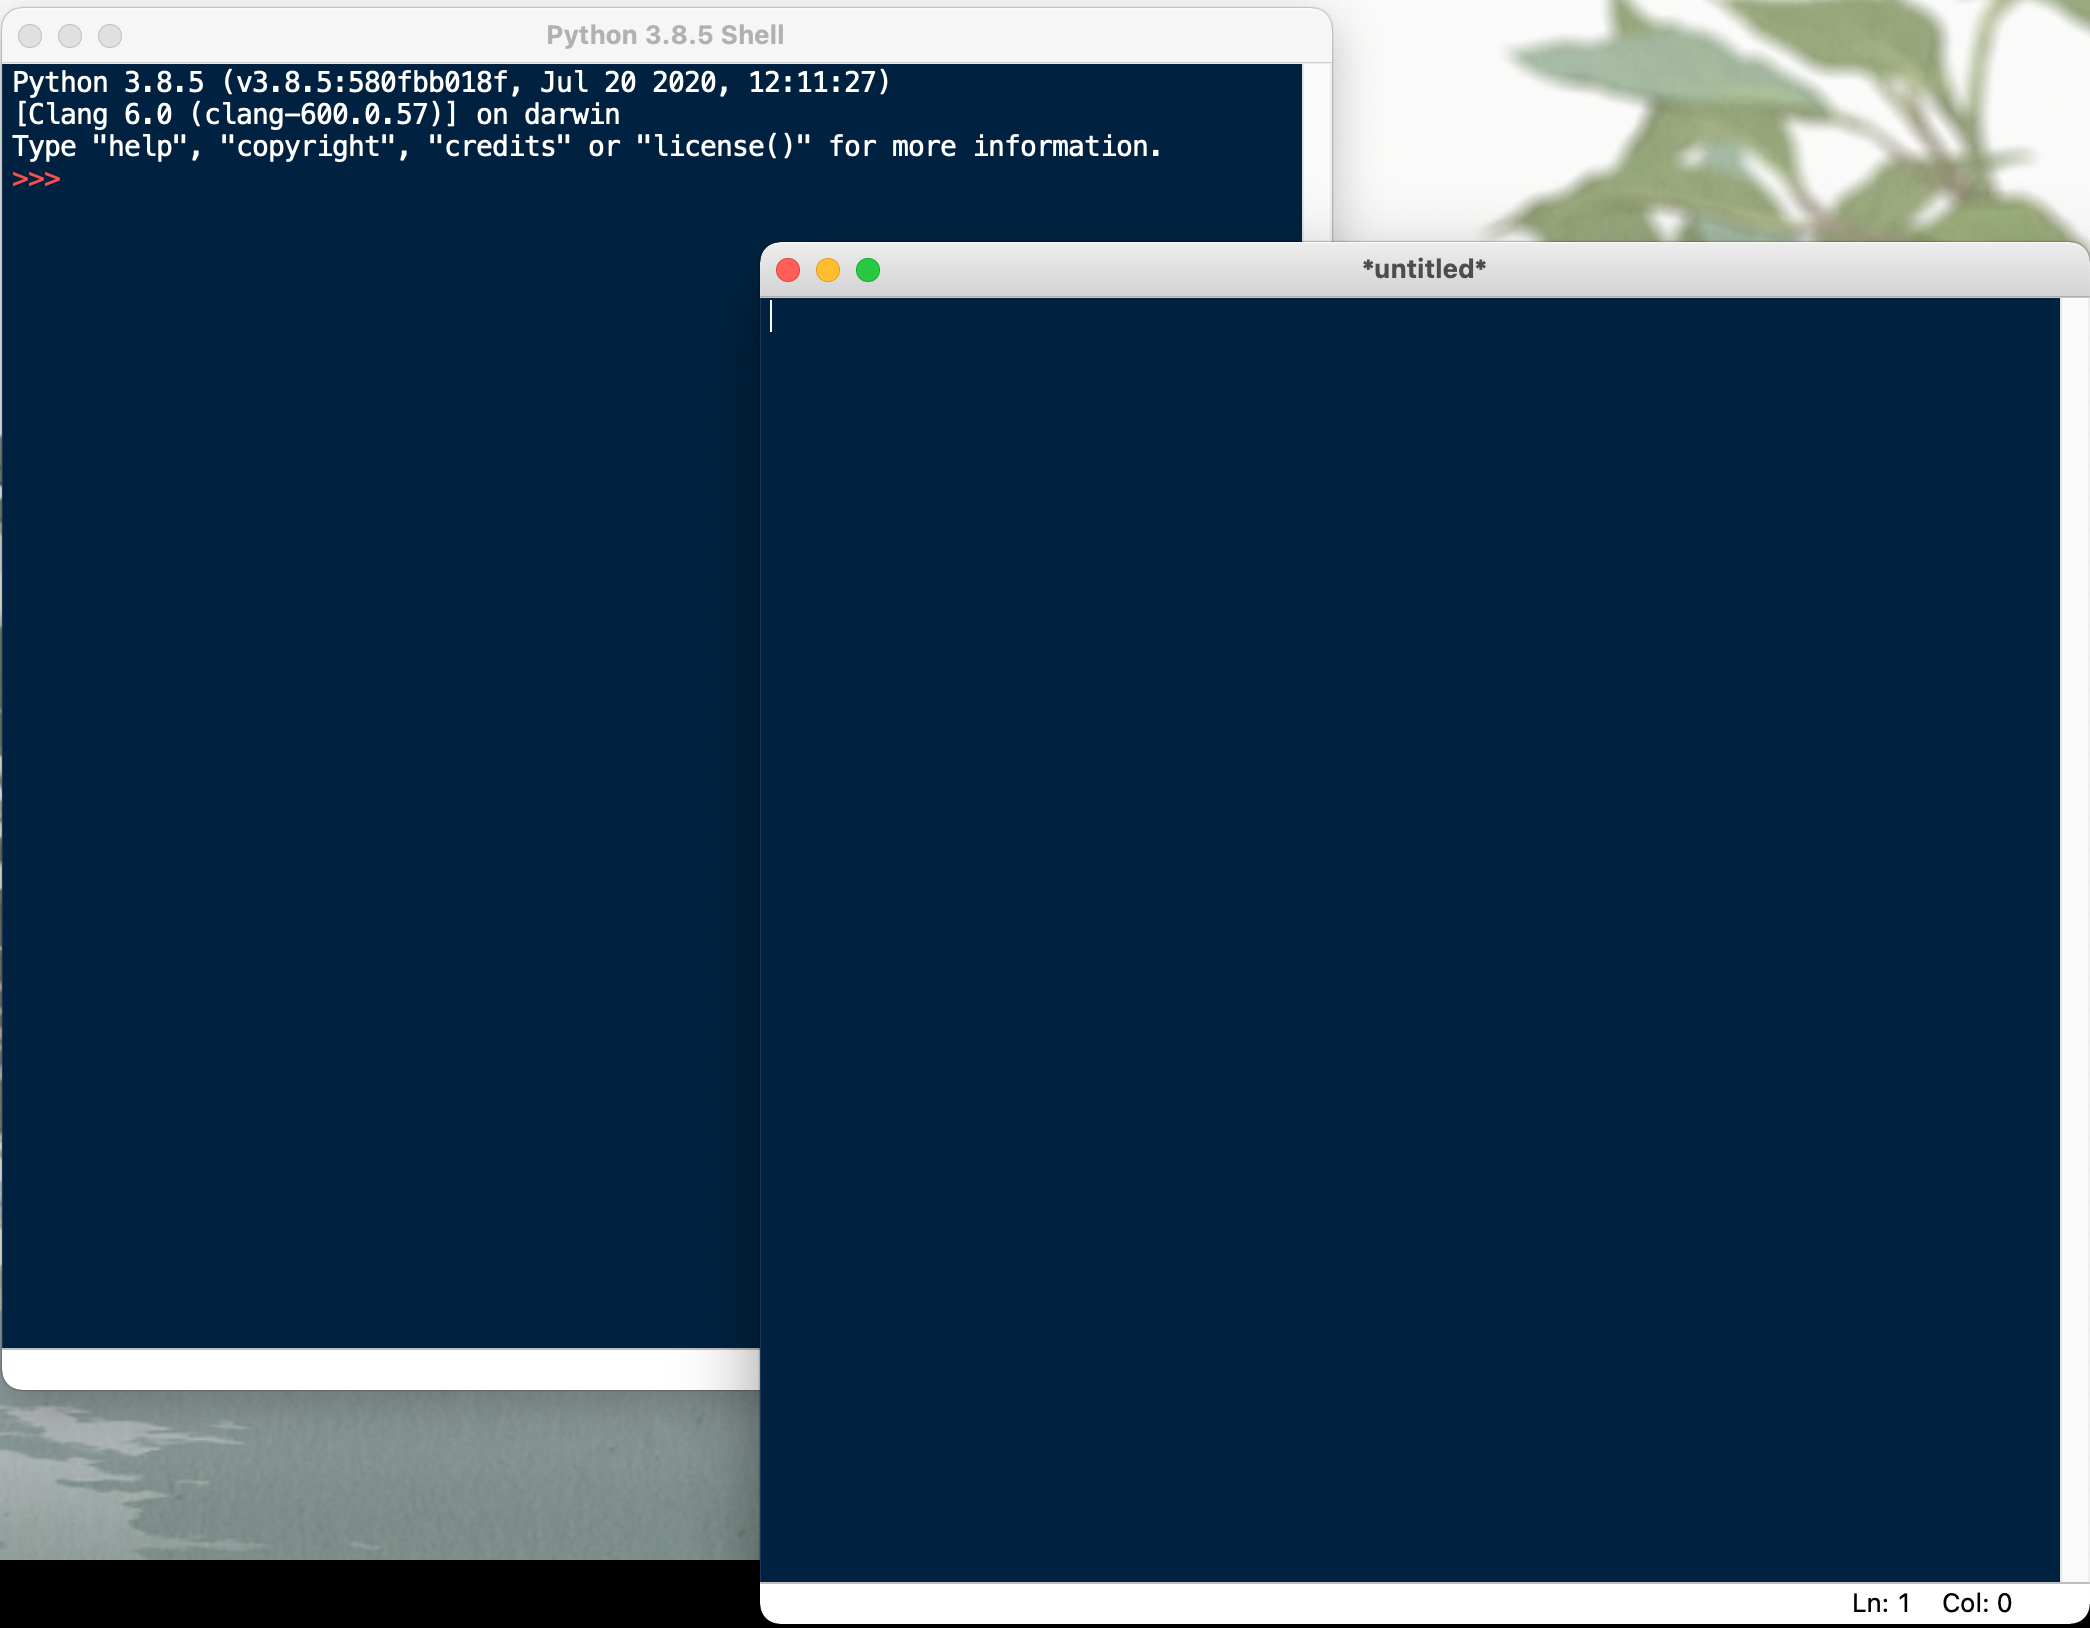 Python 3.8.5 Shell
Python 3.8.5 (v3.8.5:580fbb018f, Jul 20 2020, 12:11:27)
[Clang 6.0 (clang-600.0.57)] on darwin
Type "help", "copyright", "credits" or "license()" for more information.
>>>
*untitled*
Ln: 1 Col: 0